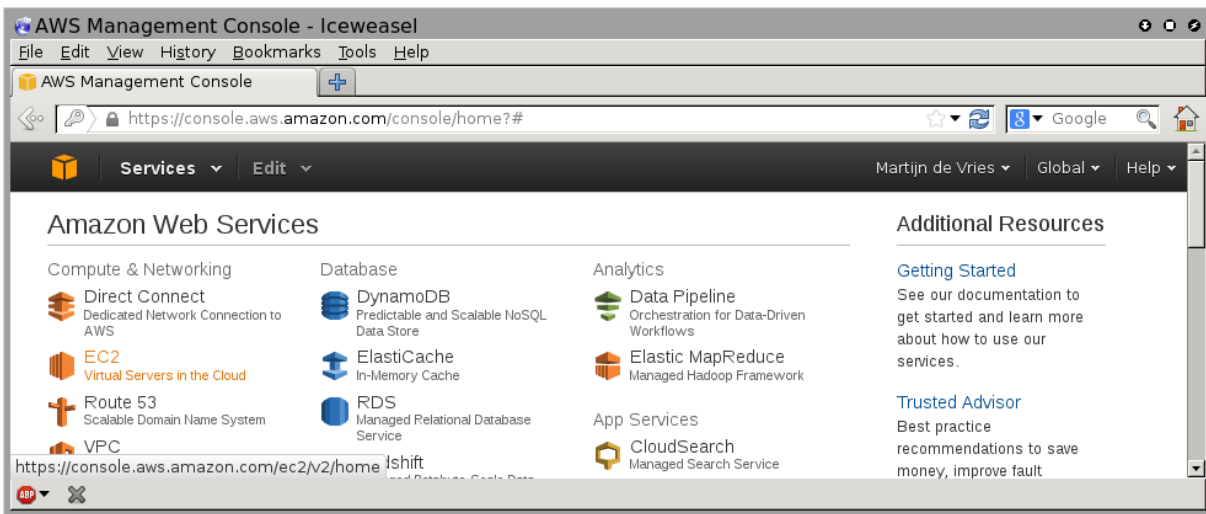 AWS Management Console - Iceweasel
File Edit View History Bookmarks Tools Help
AWS Management Console
https://console.aws.amazon.com/console/home?#
8 Google
Services Edit Martijn de Vries Global Help
Amazon Web Services
Compute & Networking
Direct Connect
Dedicated Network Connection to
AWS
EC2
Virtual Servers in the Cloud
Route 53
Scalable Domain Name System
VPC
https://console.aws.amazon.com/ec2/v2/home
Database
DynamoDB
Predictable and Scalable NoSQL
Data Store
ElastiCache
In-Memory Cache
RDS
Managed Relational Database
Service
dshift
Analytics
Data Pipeline
Orchestration for Data-Driven
Workflows
Elastic MapReduce
Managed Hadoop Framework
App Services
CloudSearch
Managed Search Service
Additional Resources
Getting Started
See our documentation to
get started and learn more
about how to use our
services.
Trusted Advisor
Best practice
recommendations to save
money, improve fault
ABP